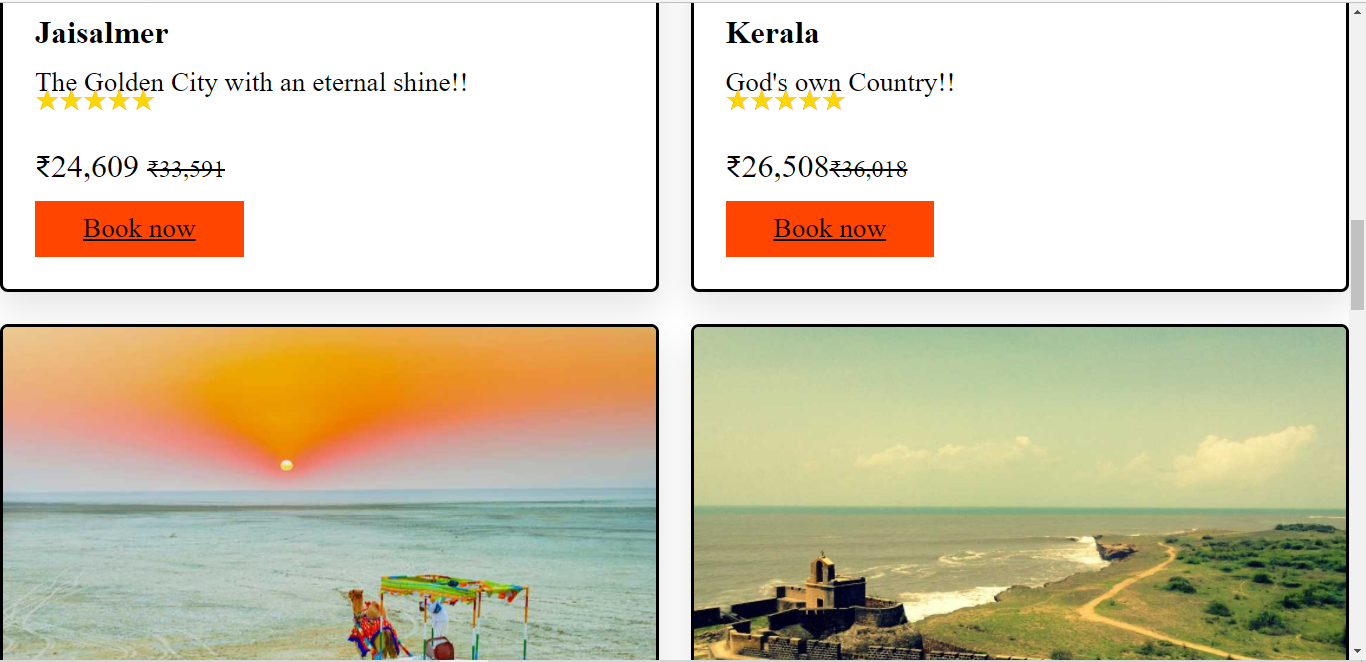 Jaisalmer
The Golden City with an eternal shine!!
★★★★★
₹24,609 ₹33,591
Book now
Kerala
God's own Country!!
★★★★★
₹26,508₹36,018
Book now